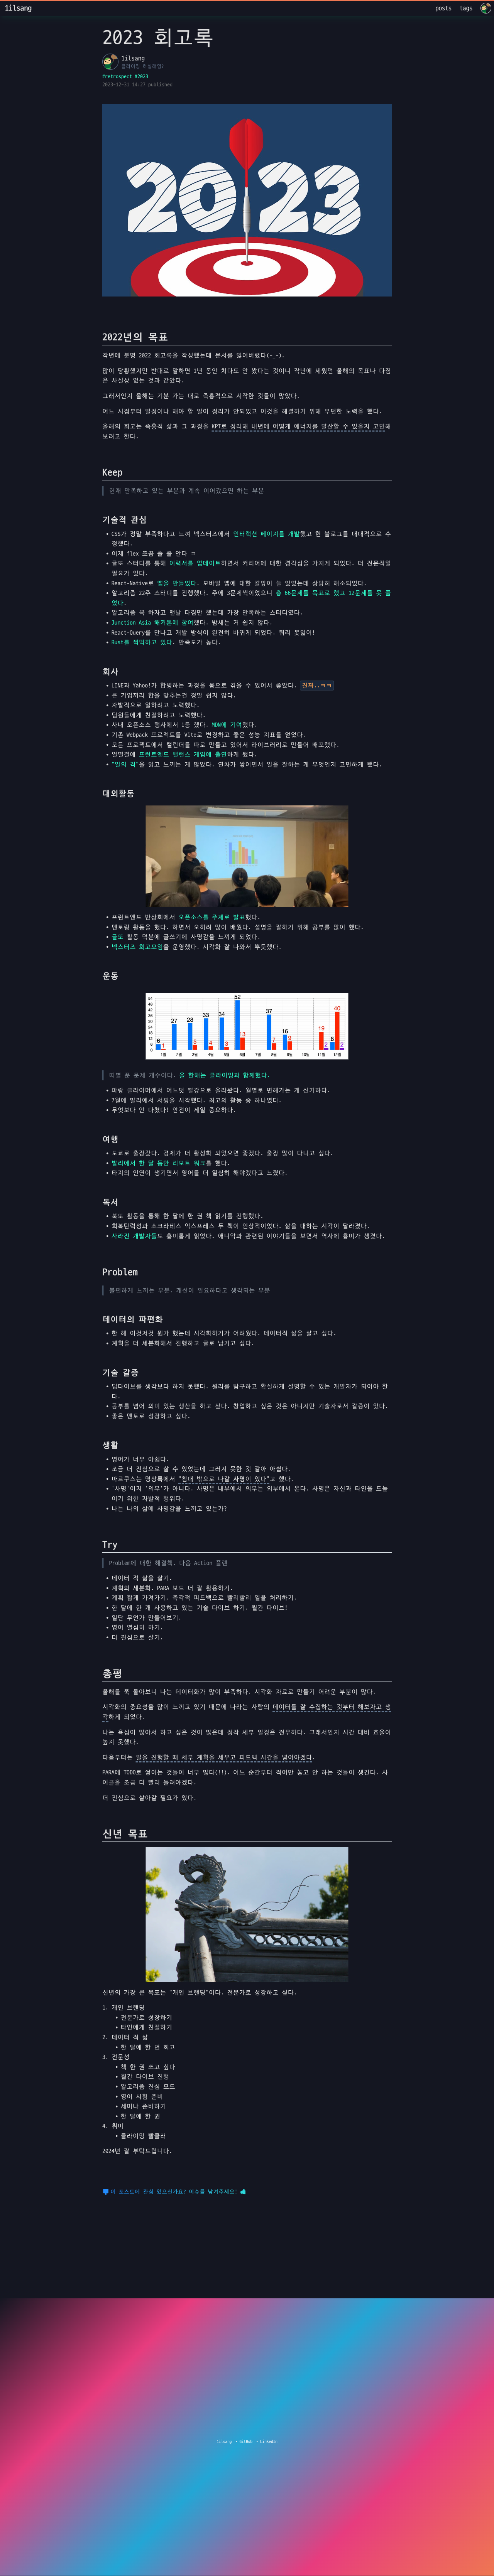 1ilsang
posts
tags
2023 회고록
1ilsang
클라이밍 하실래염?
#retrospect #2023
2023-12-31 14:27 published
2023
2022년의 목표
작년에 분명 2022 회고록을 작성했는데 문서를 잃어버렸다(-_-).
많이 당황했지만 반대로 말하면 1년 동안 쳐다도 안 봤다는 것이니 작년에 세웠던 올해의 목표나 다짐
은 사실상 없는 것과 같았다.
그래서인지 올해는 기분 가는 대로 즉흥적으로 시작한 것들이 많았다.
어느 시점부터 일정이나 해야 할 일이 정리가 안되었고 이것을 해결하기 위해 무던한 노력을 했다.
올해의 회고는 즉흥적 삶과 그 과정을 KPT로 정리해 내년에 어떻게 에너지를 발산할 수 있을지 고민해
보려고 한다.
Keep
현재 만족하고 있는 부분과 계속 이어갔으면 하는 부분
기술적 관심
• CSS가 정말 부족하다고 느껴 넥스터즈에서 인터랙션 페이지를 개발했고 현 블로그를 대대적으로 수
정했다.
• 이제 flex 쪼끔 쓸 줄 안다 ㅋ
• 글또 스터디를 통해 이력서를 업데이트하면서 커리어에 대한 경각심을 가지게 되었다. 더 전문적일
필요가 있다.
• React-Native로 앱을 만들었다. 모바일 앱에 대한 갈망이 늘 있었는데 상당히 해소되었다.
• 알고리즘 22주 스터디를 진행했다. 주에 3문제씩이었으니 총 66문제를 목표로 했고 12문제를 못 풀
었다.
• 알고리즘 꼭 하자고 맨날 다짐만 했는데 가장 만족하는 스터디였다.
• Junction Asia 해커톤에 참여했다. 밤새는 거 쉽지 않다.
• React-Query를 만나고 개발 방식이 완전히 바뀌게 되었다. 쿼리 못잃어!
• Rust를 찍먹하고 있다. 만족도가 높다.
회사
• LINE과 Yahoo!가 합병하는 과정을 몸으로 겪을 수 있어서 좋았다. 진짜..ㅋㅋ
• 큰 기업끼리 합을 맞추는건 정말 쉽지 않다.
• 자발적으로 일하려고 노력했다.
• 팀원들에게 친절하려고 노력했다.
• 사내 오픈소스 행사에서 1등 했다. MDN에 기여했다.
• 기존 Webpack 프로젝트를 Vite로 변경하고 좋은 성능 지표를 얻었다.
• 모든 프로젝트에서 캘린더를 따로 만들고 있어서 라이브러리로 만들어 배포했다.
• 얼떨결에 프런트엔드 밸런스 게임에 출연하게 됐다.
• "일의 격"을 읽고 느끼는 게 많았다. 연차가 쌓이면서 일을 잘하는 게 무엇인지 고민하게 됐다.
대외활동
• 프런트엔드 반상회에서 오픈소스를 주제로 발표했다.
• 멘토링 활동을 했다. 하면서 오히려 많이 배웠다. 설명을 잘하기 위해 공부를 많이 했다.
• 글또 활동 덕분에 글쓰기에 사명감을 느끼게 되었다.
• 넥스터즈 회고모임을 운영했다. 시각화 잘 나와서 뿌듯했다.
운동
띠별 푼 문제 개수이다. 올 한해는 클라이밍과 함께했다.
• 파랑 클라이머에서 어느덧 빨강으로 올라왔다. 월별로 변해가는 게 신기하다.
• 7월에 발리에서 서핑을 시작했다. 최고의 활동 중 하나였다.
• 무엇보다 안 다쳤다! 안전이 제일 중요하다.
여행
• 도쿄로 출장갔다. 경제가 더 활성화 되었으면 좋겠다. 출장 많이 다니고 싶다.
• 발리에서 한 달 동안 리모트 워크를 했다.
• 타지의 인연이 생기면서 영어를 더 열심히 해야겠다고 느꼈다.
독서
• 북또 활동을 통해 한 달에 한 권 책 읽기를 진행했다.
• 회복탄력성과 소크라테스 익스프레스 두 책이 인상적이었다. 삶을 대하는 시각이 달라졌다.
• 사라진 개발자들도 흥미롭게 읽었다. 애니악과 관련된 이야기들을 보면서 역사에 흥미가 생겼다.
Problem
불편하게 느끼는 부분. 개선이 필요하다고 생각되는 부분
데이터의 파편화
• 한 해 이것저것 뭔가 했는데 시각화하기가 어려웠다. 데이터적 삶을 살고 싶다.
• 계획을 더 세분화해서 진행하고 글로 남기고 싶다.
기술 갈증
• 딥다이브를 생각보다 하지 못했다. 원리를 탐구하고 확실하게 설명할 수 있는 개발자가 되어야 한
다.
• 공부를 넘어 의미 있는 생산을 하고 싶다. 창업하고 싶은 것은 아니지만 기술자로서 갈증이 있다.
• 좋은 멘토로 성장하고 싶다.
생활
• 영어가 너무 아쉽다.
• 조금 더 진심으로 살 수 있었는데 그러지 못한 것 같아 아쉽다.
• 마르쿠스는 명상록에서 "침대 밖으로 나갈 사명이 있다"고 했다.
• '사명'이지 '의무'가 아니다. 사명은 내부에서 의무는 외부에서 온다. 사명은 자신과 타인을 드높
이기 위한 자발적 행위다.
• 나는 나의 삶에 사명감을 느끼고 있는가?
Try
Problem에 대한 해결책. 다음 Action 플랜
• 데이터 적 삶을 살기.
• 계획의 세분화. PARA 보드 더 잘 활용하기.
• 계획 짧게 가져가기. 즉각적 피드백으로 빨리빨리 일을 처리하기.
• 한 달에 한 개 사용하고 있는 기술 다이브 하기. 월간 다이브!
• 일단 무언가 만들어보기.
• 영어 열심히 하기.
• 더 진심으로 살기.
총평
올해를 쭉 돌아보니 나는 데이터화가 많이 부족하다. 시각화 자료로 만들기 어려운 부분이 많다.
시각화의 중요성을 많이 느끼고 있기 때문에 나라는 사람의 데이터를 잘 수집하는 것부터 해보자고 생
각하게 되었다.
나는 욕심이 많아서 하고 싶은 것이 많은데 정작 세부 일정은 전무하다. 그래서인지 시간 대비 효율이
높지 못했다.
다음부터는 일을 진행할 때 세부 계획을 세우고 피드백 시간을 넣어야겠다.
PARA에 TODO로 쌓이는 것들이 너무 많다(!!). 어느 순간부터 적어만 놓고 안 하는 것들이 생긴다. 사
이클을 조금 더 빨리 돌려야겠다.
더 진심으로 살아갈 필요가 있다.
신년 목표
신년의 가장 큰 목표는 "개인 브랜딩"이다. 전문가로 성장하고 싶다.
1. 개인 브랜딩
• 전문가로 성장하기
• 타인에게 친절하기
2. 데이터 적 삶
• 한 달에 한 번 회고
3. 전문성
• 책 한 권 쓰고 싶다
• 월간 다이브 진행
• 알고리즘 진심 모드
• 영어 시험 준비
• 세미나 준비하기
• 한 달에 한 권
4. 취미
• 클라이밍 빨클러
2024년 잘 부탁드립니다.
이 포스트에 관심 있으신가요? 이슈를 남겨주세요!
1ilsang • GitHub • LinkedIn